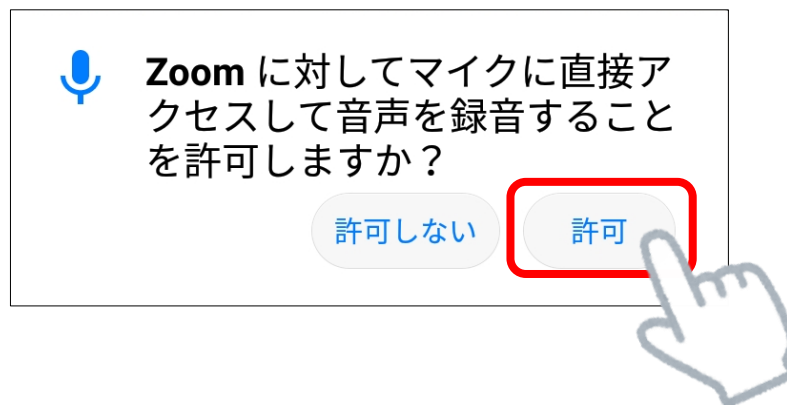 Zoom に対してマイクに直接ア
クセスして音声を録音すること
を許可しますか？
許可しない
許可